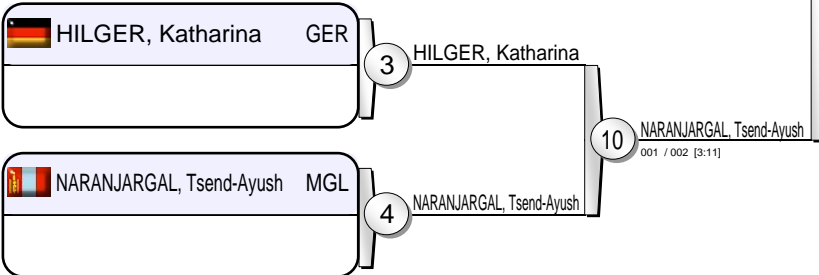 HILGER, Katharina GER
3
HILGER, Katharina
10
NARANJARGAL, Tsend-Ayush
001 / 002 [3:11]
NARANJARGAL, Tsend-Ayush MGL
4
NARANJARGAL, Tsend-Ayush